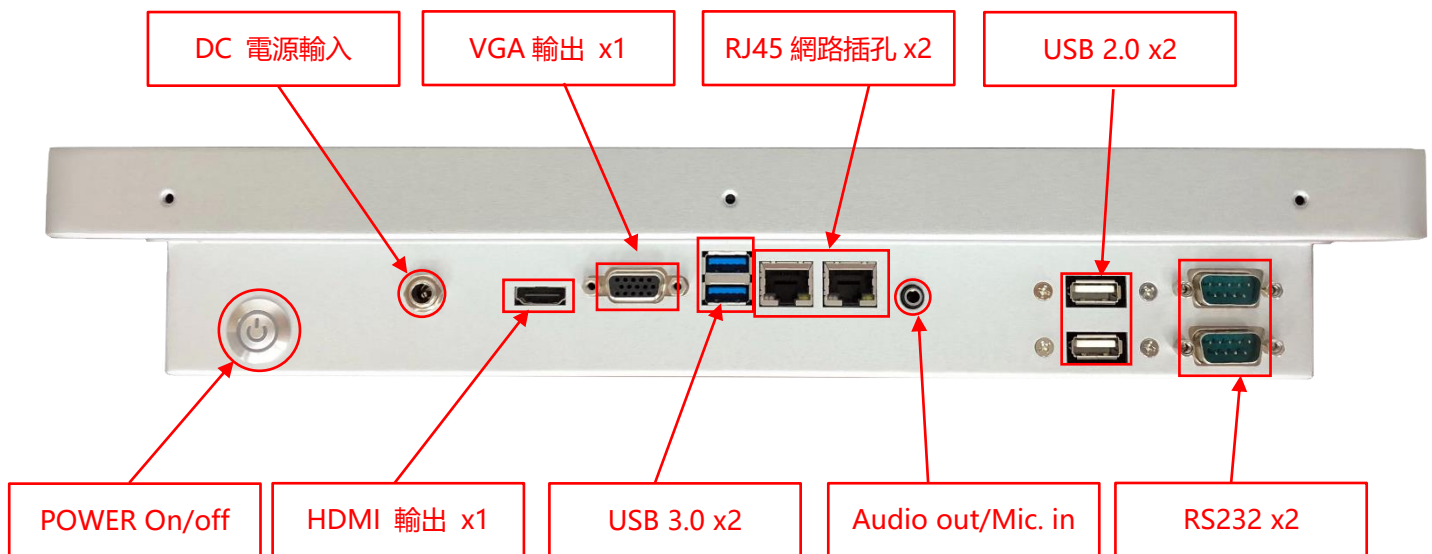 DC 電源輸入
VGA 輸出 x1
RJ45 網路插孔 x2
USB 2.0 x2
POWER On/off
HDMI 輸出 x1
USB 3.0 x2
Audio out/Mic. in
RS232 x2